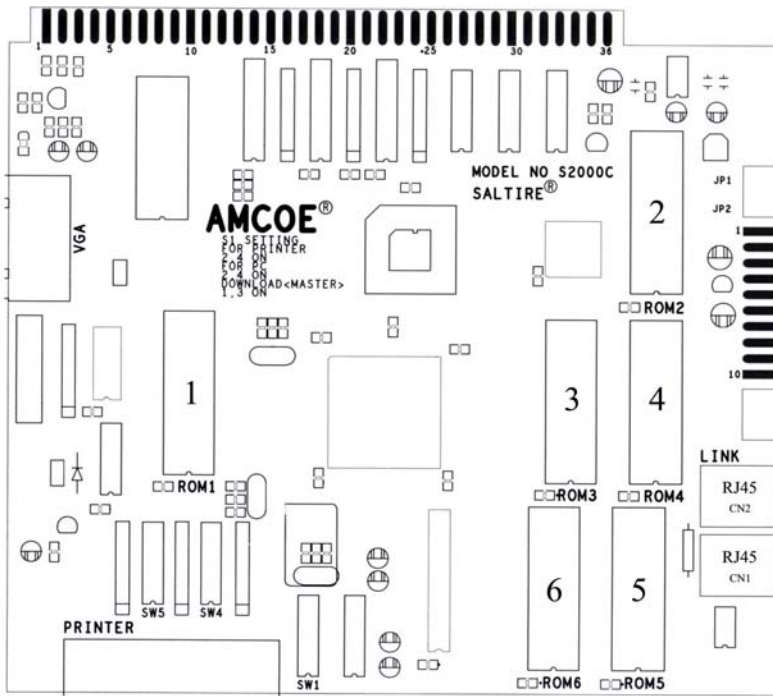 1 5 10 15 20 •25 30 36
MODEL NO S2000C
SALTIRE®
AMCOE®
S1 SETTING
FOR PRINTER
2,4 ON
FOR PC
2,4 ON
DOWNLOAD<MASTER>
1,3 ON
VGA
JP1
JP2
1
10
2
ROM2
1
ROM1
3
ROM3
4
ROM4
LINK
RJ45
CN2
RJ45
CN1
6
ROM6
5
ROM5
SW5
SW4
SW1
PRINTER